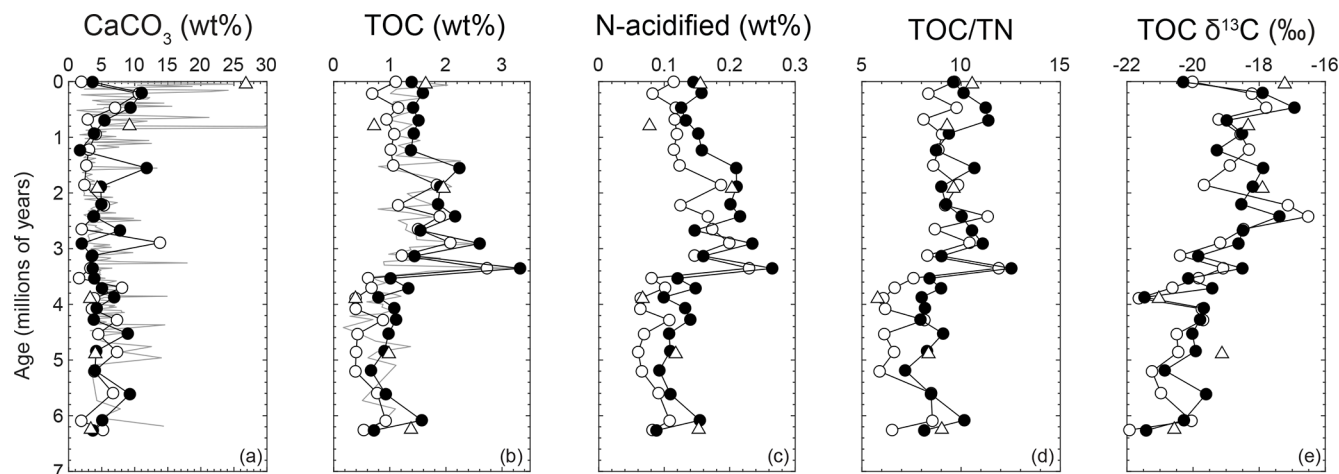 CaCO₃ (wt%) TOC (wt%) N-acidified (wt%) TOC/TN TOC δ¹³C (‰)
0 5 10 15 20 25 30 0 1 2 3 0 0.1 0.2 0.3 5 10 15 -22 -20 -18 -16
Age (millions of years)
0
1
2
3
4
5
6
7
(a) (b) (c) (d) (e)